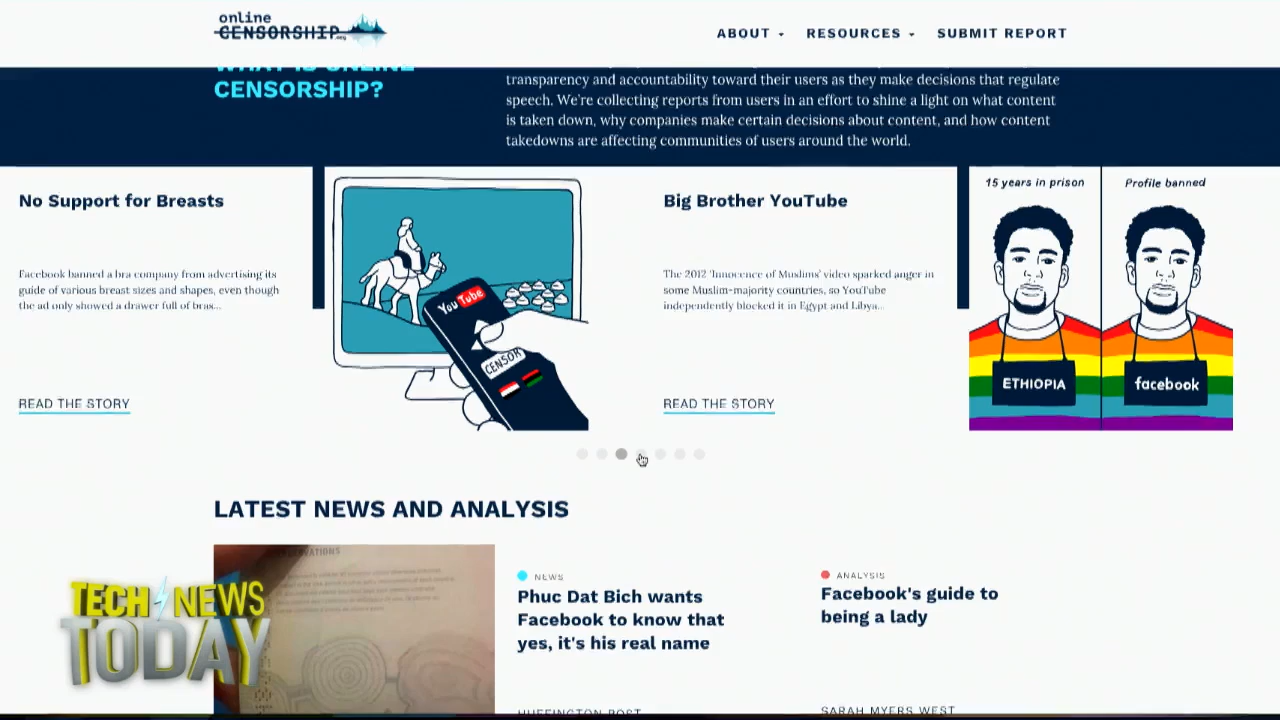 online
CENSORSHIP.org
ABOUT
RESOURCES
SUBMIT REPORT
WHAT IS ONLINE
CENSORSHIP?
transparency and accountability toward their users as they make decisions that regulate
speech. We're collecting reports from users in an effort to shine a light on what content
is taken down, why companies make certain decisions about content, and how content
takedowns are affecting communities of users around the world.
No Support for Breasts
Facebook banned a bra company from advertising its
guide of various breast sizes and shapes, even though
the ad only showed a drawer full of bras...
READ THE STORY
YouTube
CENSOR
Big Brother YouTube
The 2012 'Innocence of Muslims' video sparked anger in
some Muslim-majority countries, so YouTube
independently blocked it in Egypt and Libya...
READ THE STORY
15 years in prison
Profile banned
ETHIOPIA
facebook
LATEST NEWS AND ANALYSIS
NEWS
Phuc Dat Bich wants
Facebook to know that
yes, it's his real name
HUFFINGTON POST
ANALYSIS
Facebook's guide to
being a lady
SARAH MYERS WEST
TECH NEWS
TODAY